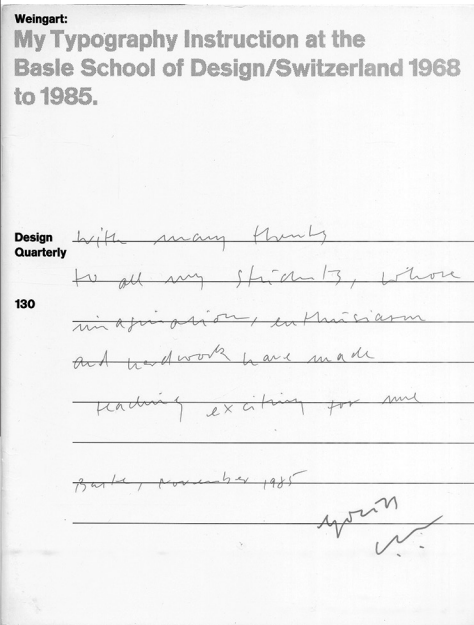 Weingart:
My Typography Instruction at the
Basle School of Design/Switzerland 1968
to 1985.
Design
Quarterly
130
with many thanks
to all my students, whose
imagination, enthusiasm
and hardwork have made
teaching exciting for me
Basle, november 1985
yours
W.